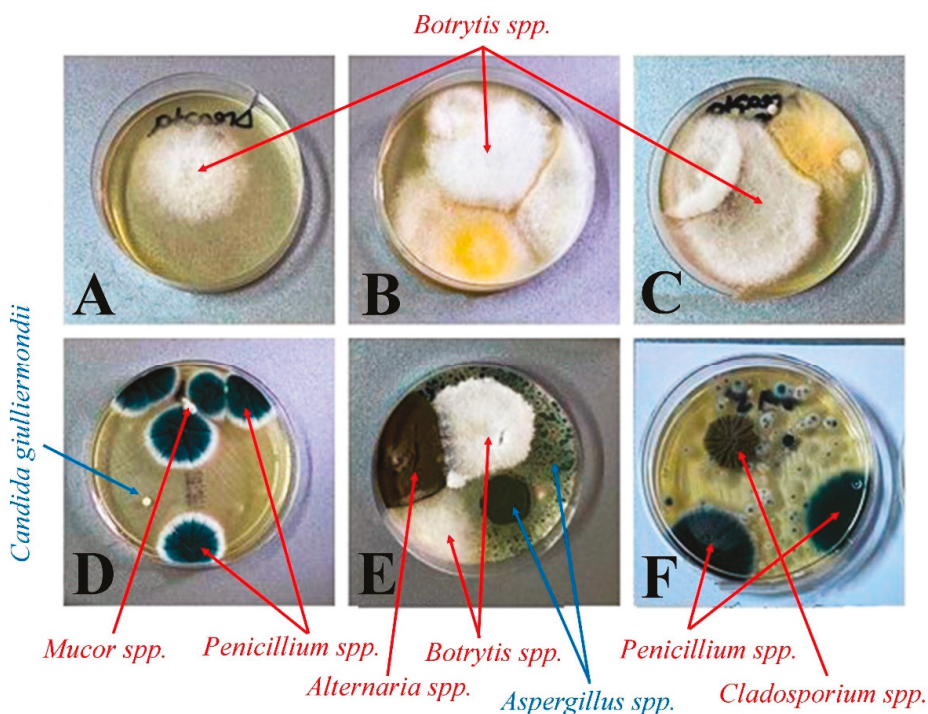 Botrytis spp.
A
B
C
Candida giulliermondii
D
E
F
Mucor spp.
Penicillium spp.
Alternaria spp.
Botrytis spp.
Aspergillus spp.
Penicillium spp.
Cladosporium spp.